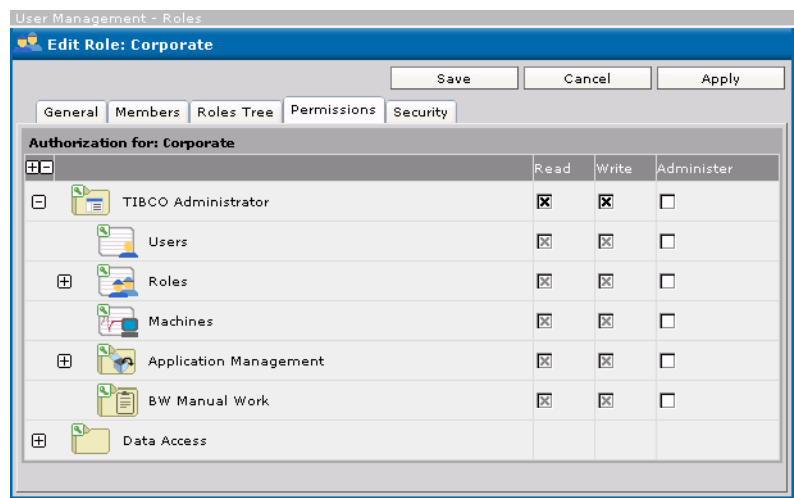 User Management - Roles
Edit Role: Corporate
Save Cancel Apply
General Members Roles Tree Permissions Security
Authorization for: Corporate
Read Write Administer
TIBCO Administrator
Users
Roles
Machines
Application Management
BW Manual Work
Data Access